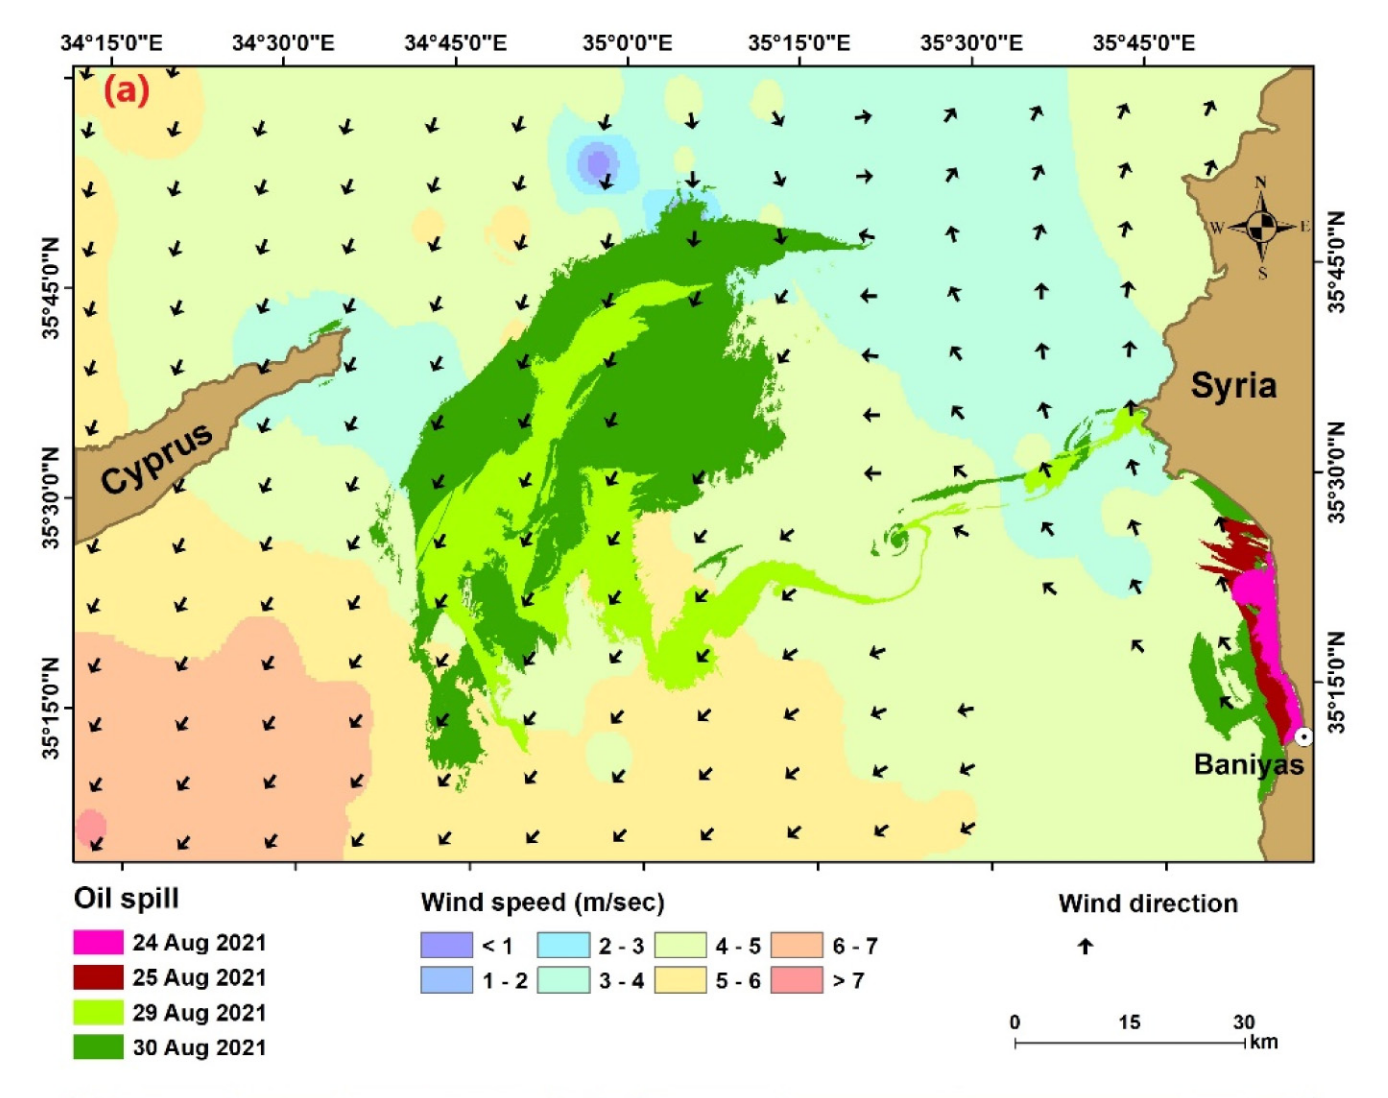 34°15'0"E 34°30'0"E 34°45'0"E 35°0'0"E 35°15'0"E 35°30'0"E 35°45'0"E
(a)
N
W E
S
35°45'0"N 35°45'0"N
Syria
Cyprus
35°30'0"N 35°30'0"N
35°15'0"N 35°15'0"N
Baniyas
Oil spill
24 Aug 2021
25 Aug 2021
29 Aug 2021
30 Aug 2021
Wind speed (m/sec)
< 1 2 - 3 4 - 5 6 - 7
1 - 2 3 - 4 5 - 6 > 7
Wind direction
0 15 30
km